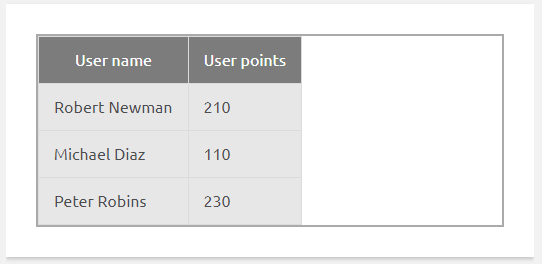 User name User points
Robert Newman 210
Michael Diaz 110
Peter Robins 230